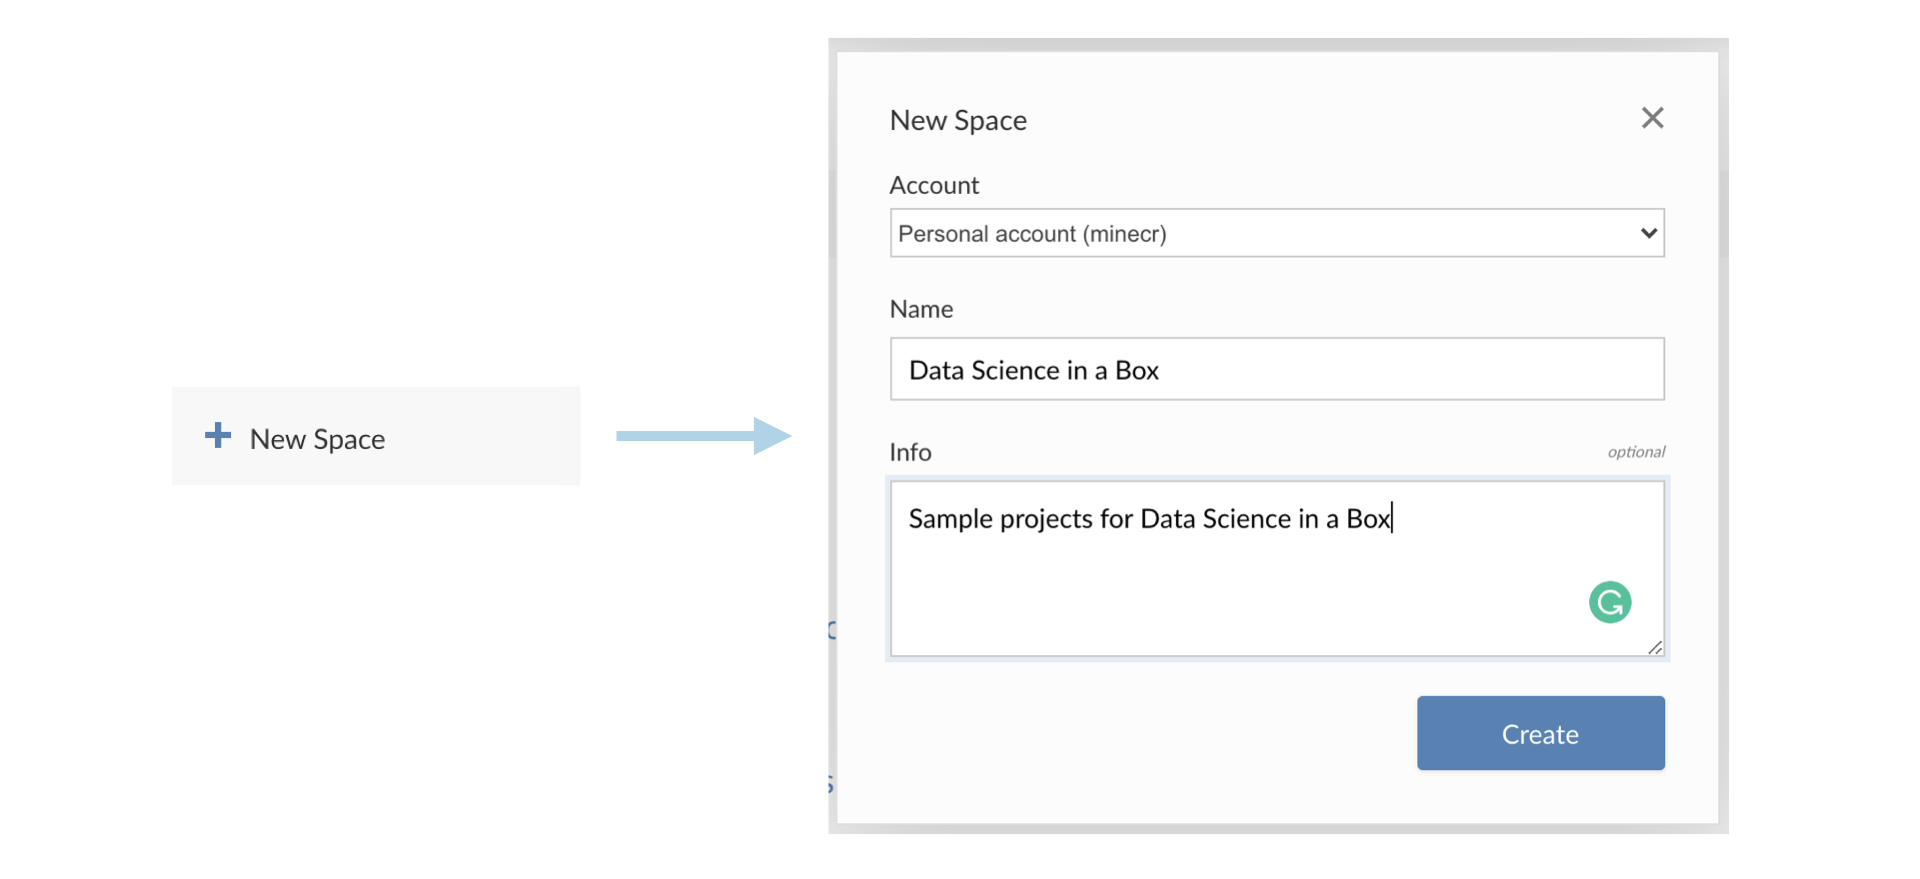 New Space
New Space
Account
Personal account (minecr)
Name
Data Science in a Box
Info
optional
Sample projects for Data Science in a Box
Create